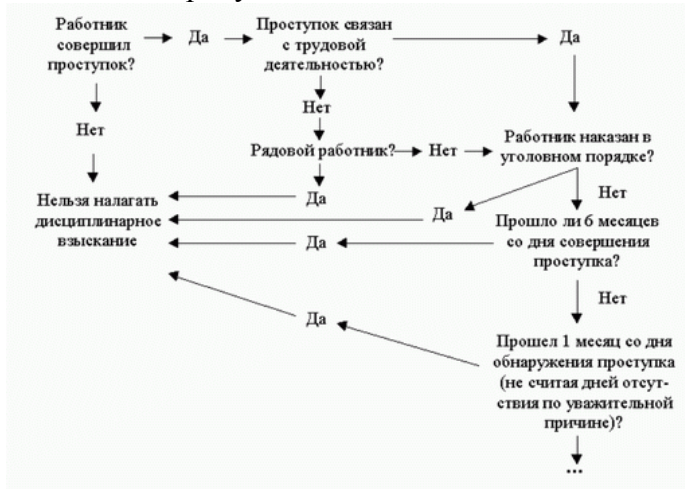 Работник
совершил
проступок?
Да
Проступок связан
с трудовой
деятельностью?
Да
Нет
Нет
Рядовой работник?
Нет
Работник наказан в
уголовном порядке?
Нельзя налагать
дисциплинарное
взыскание
Да
Да
Нет
Прошло ли 6 месяцев
со дня совершения
проступка?
Да
Нет
Да
Прошел 1 месяц со дня
обнаружения проступка
(не считая дней отсут-
ствия по уважительной
причине)?
...